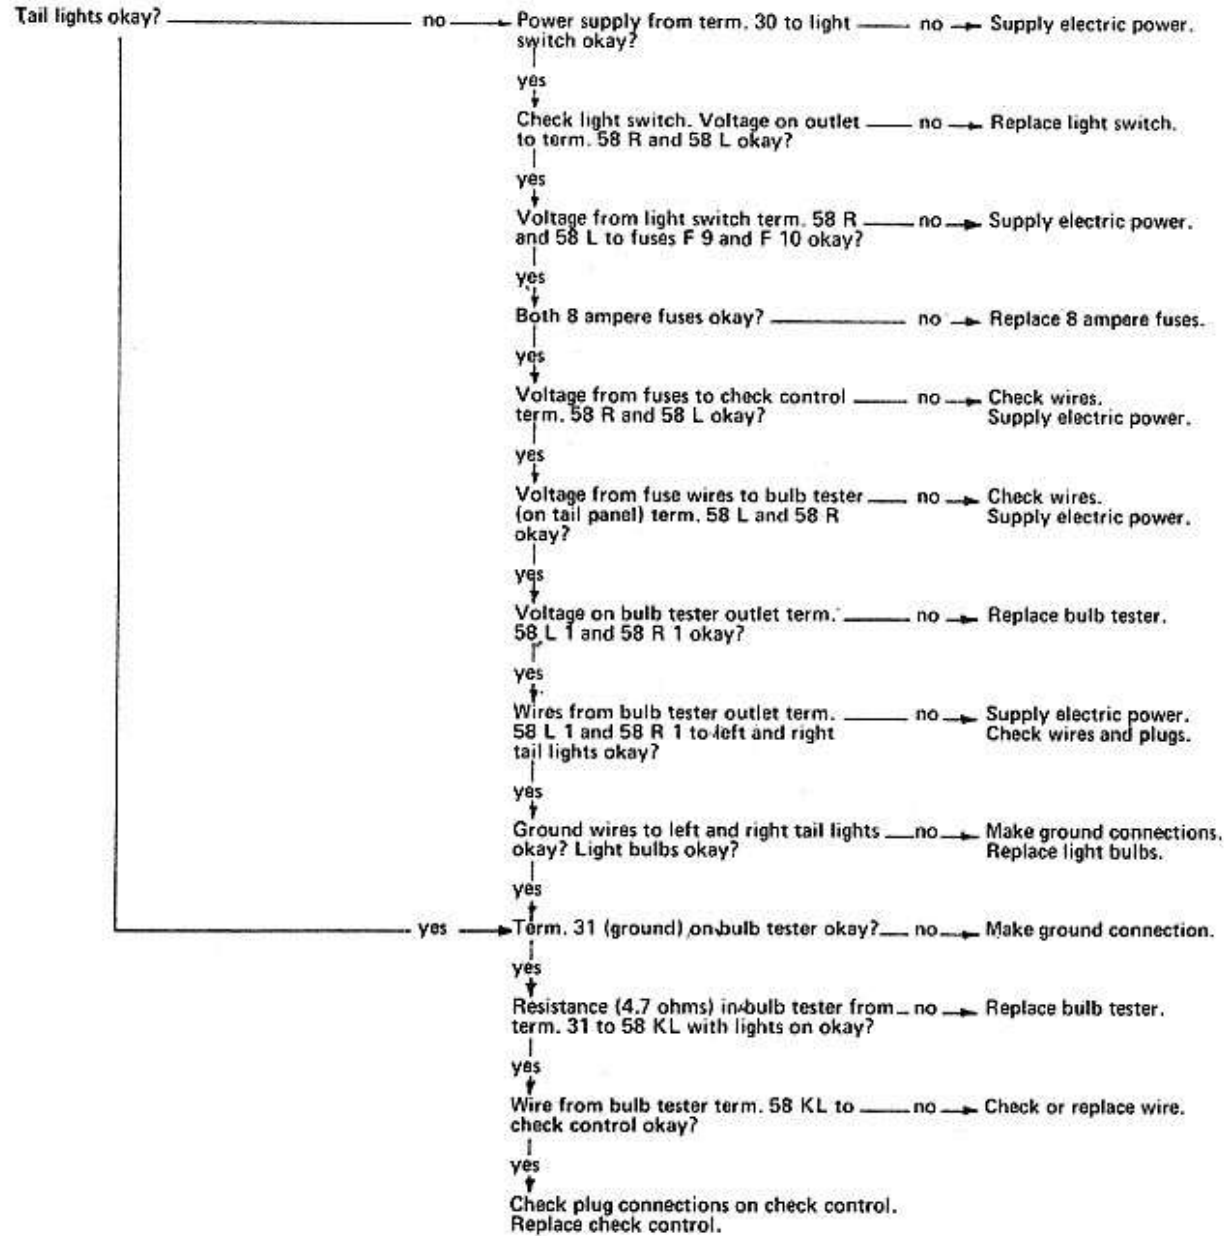 Tail lights okay? no Power supply from term. 30 to light no Supply electric power.
switch okay?
yes
Check light switch. Voltage on outlet no Replace light switch.
to term. 58 R and 58 L okay?
yes
Voltage from light switch term. 58 R no Supply electric power.
and 58 L to fuses F 9 and F 10 okay?
yes
Both 8 ampere fuses okay? no Replace 8 ampere fuses.
yes
Voltage from fuses to check control no Check wires.
term. 58 R and 58 L okay? Supply electric power.
yes
Voltage from fuse wires to bulb tester no Check wires.
(on tail panel) term. 58 L and 58 R Supply electric power.
okay?
yes
Voltage on bulb tester outlet term. no Replace bulb tester.
58 L 1 and 58 R 1 okay?
yes
Wires from bulb tester outlet term. no Supply electric power.
58 L 1 and 58 R 1 to left and right Check wires and plugs.
tail lights okay?
yes
Ground wires to left and right tail lights no Make ground connections.
okay? Light bulbs okay? Replace light bulbs.
yes
yes Term. 31 (ground) on bulb tester okay? no Make ground connection.
yes
Resistance (4.7 ohms) in bulb tester from no Replace bulb tester.
term. 31 to 58 KL with lights on okay?
yes
Wire from bulb tester term. 58 KL to no Check or replace wire.
check control okay?
yes
Check plug connections on check control.
Replace check control.